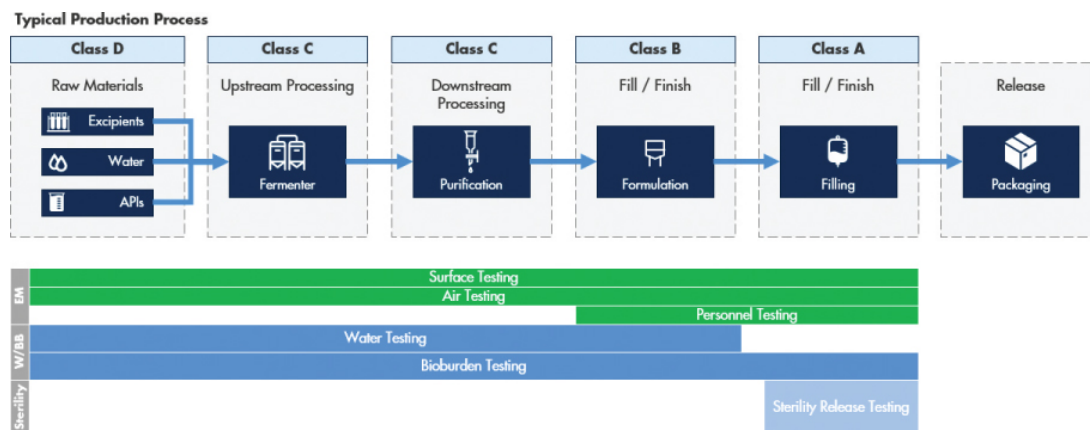 Typical Production Process
Class D
Class C
Class C
Class B
Class A
Raw Materials
Upstream Processing
Downstream
Processing
Fill / Finish
Fill / Finish
Release
Excipients
Water
APIs
Fermenter
Purification
Formulation
Filling
Packaging
EM
Surface Testing
Air Testing
Personnel Testing
W/BB
Water Testing
Bioburden Testing
Sterility
Sterility Release Testing